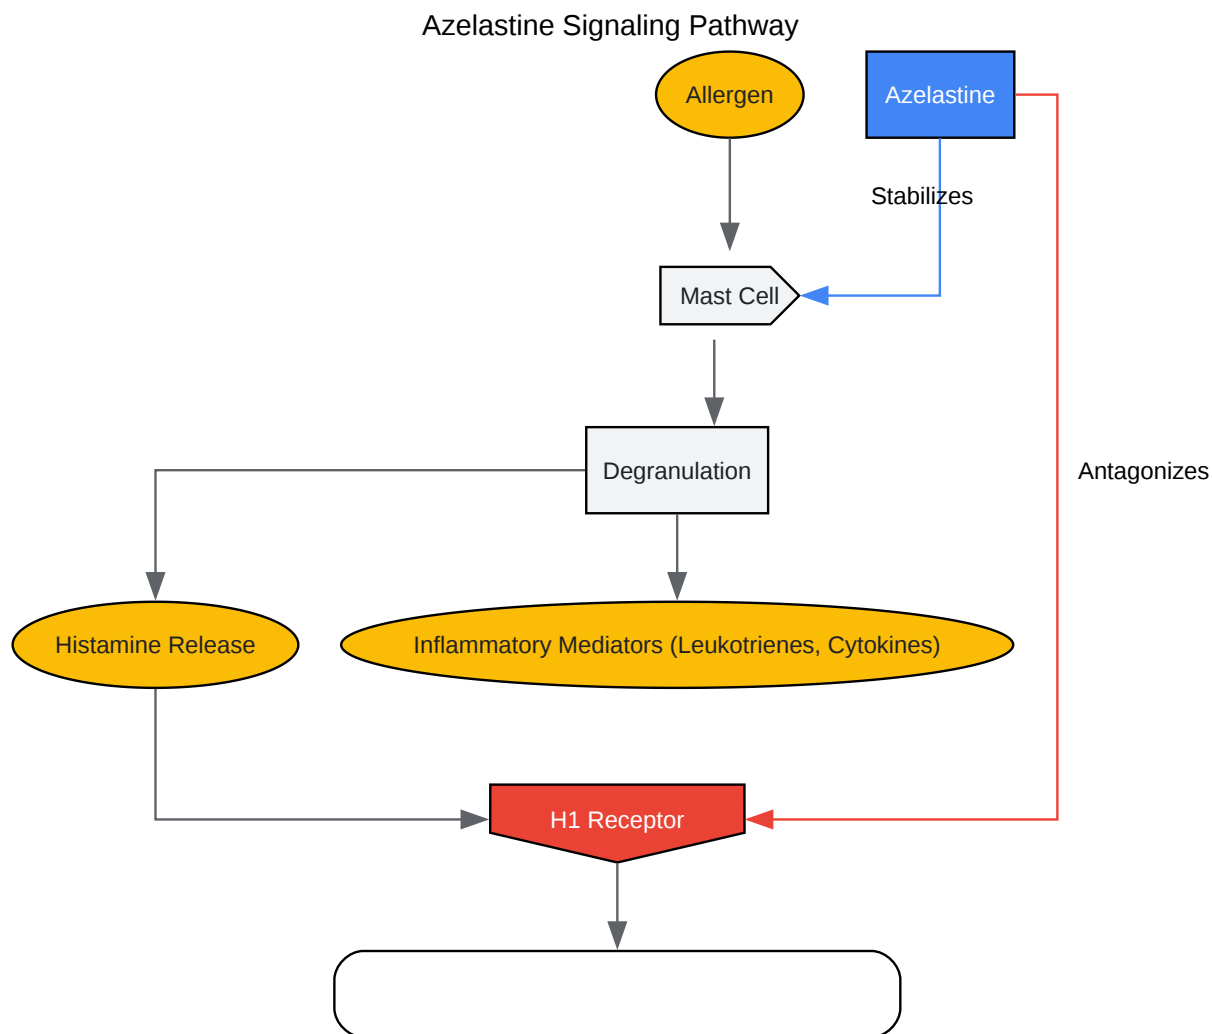 Azelastine Signaling Pathway
Allergen
Azelastine
Stabilizes
Mast Cell
Degranulation
Antagonizes
Histamine Release
Inflammatory Mediators (Leukotrienes, Cytokines)
H1 Receptor